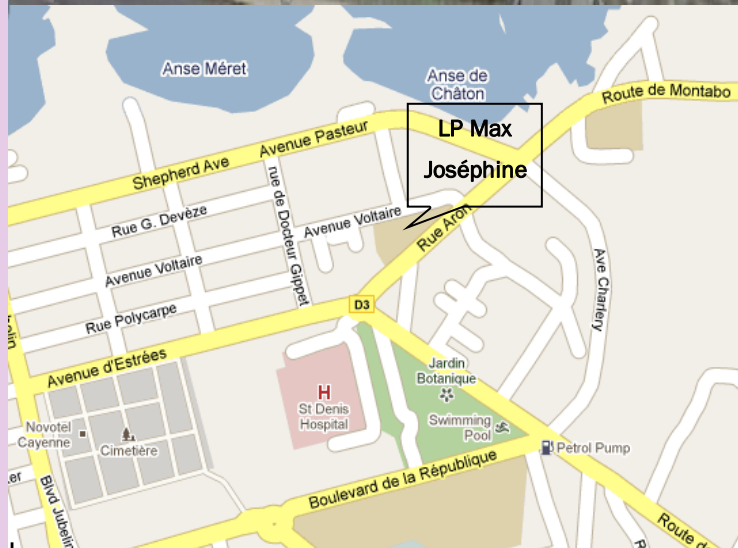 Anse Méret
Anse de
Châton
Route de Montabo
LP Max
Joséphine
Avenue Pasteur
Shepherd Ave
Rue G. Devèze
rue de Docteur Gippet
Avenue Voltaire
Rue Aron
Avenue Voltaire
Ave Charlery
Rue Polycarpe
D3
Avenue d'Estrées
Jardin
Botanique
H
St Denis
Hospital
Novotel
Cayenne
Cimetière
Swimming
Pool
Petrol Pump
Boulevard de la République
Blvd Jubelin
Route de